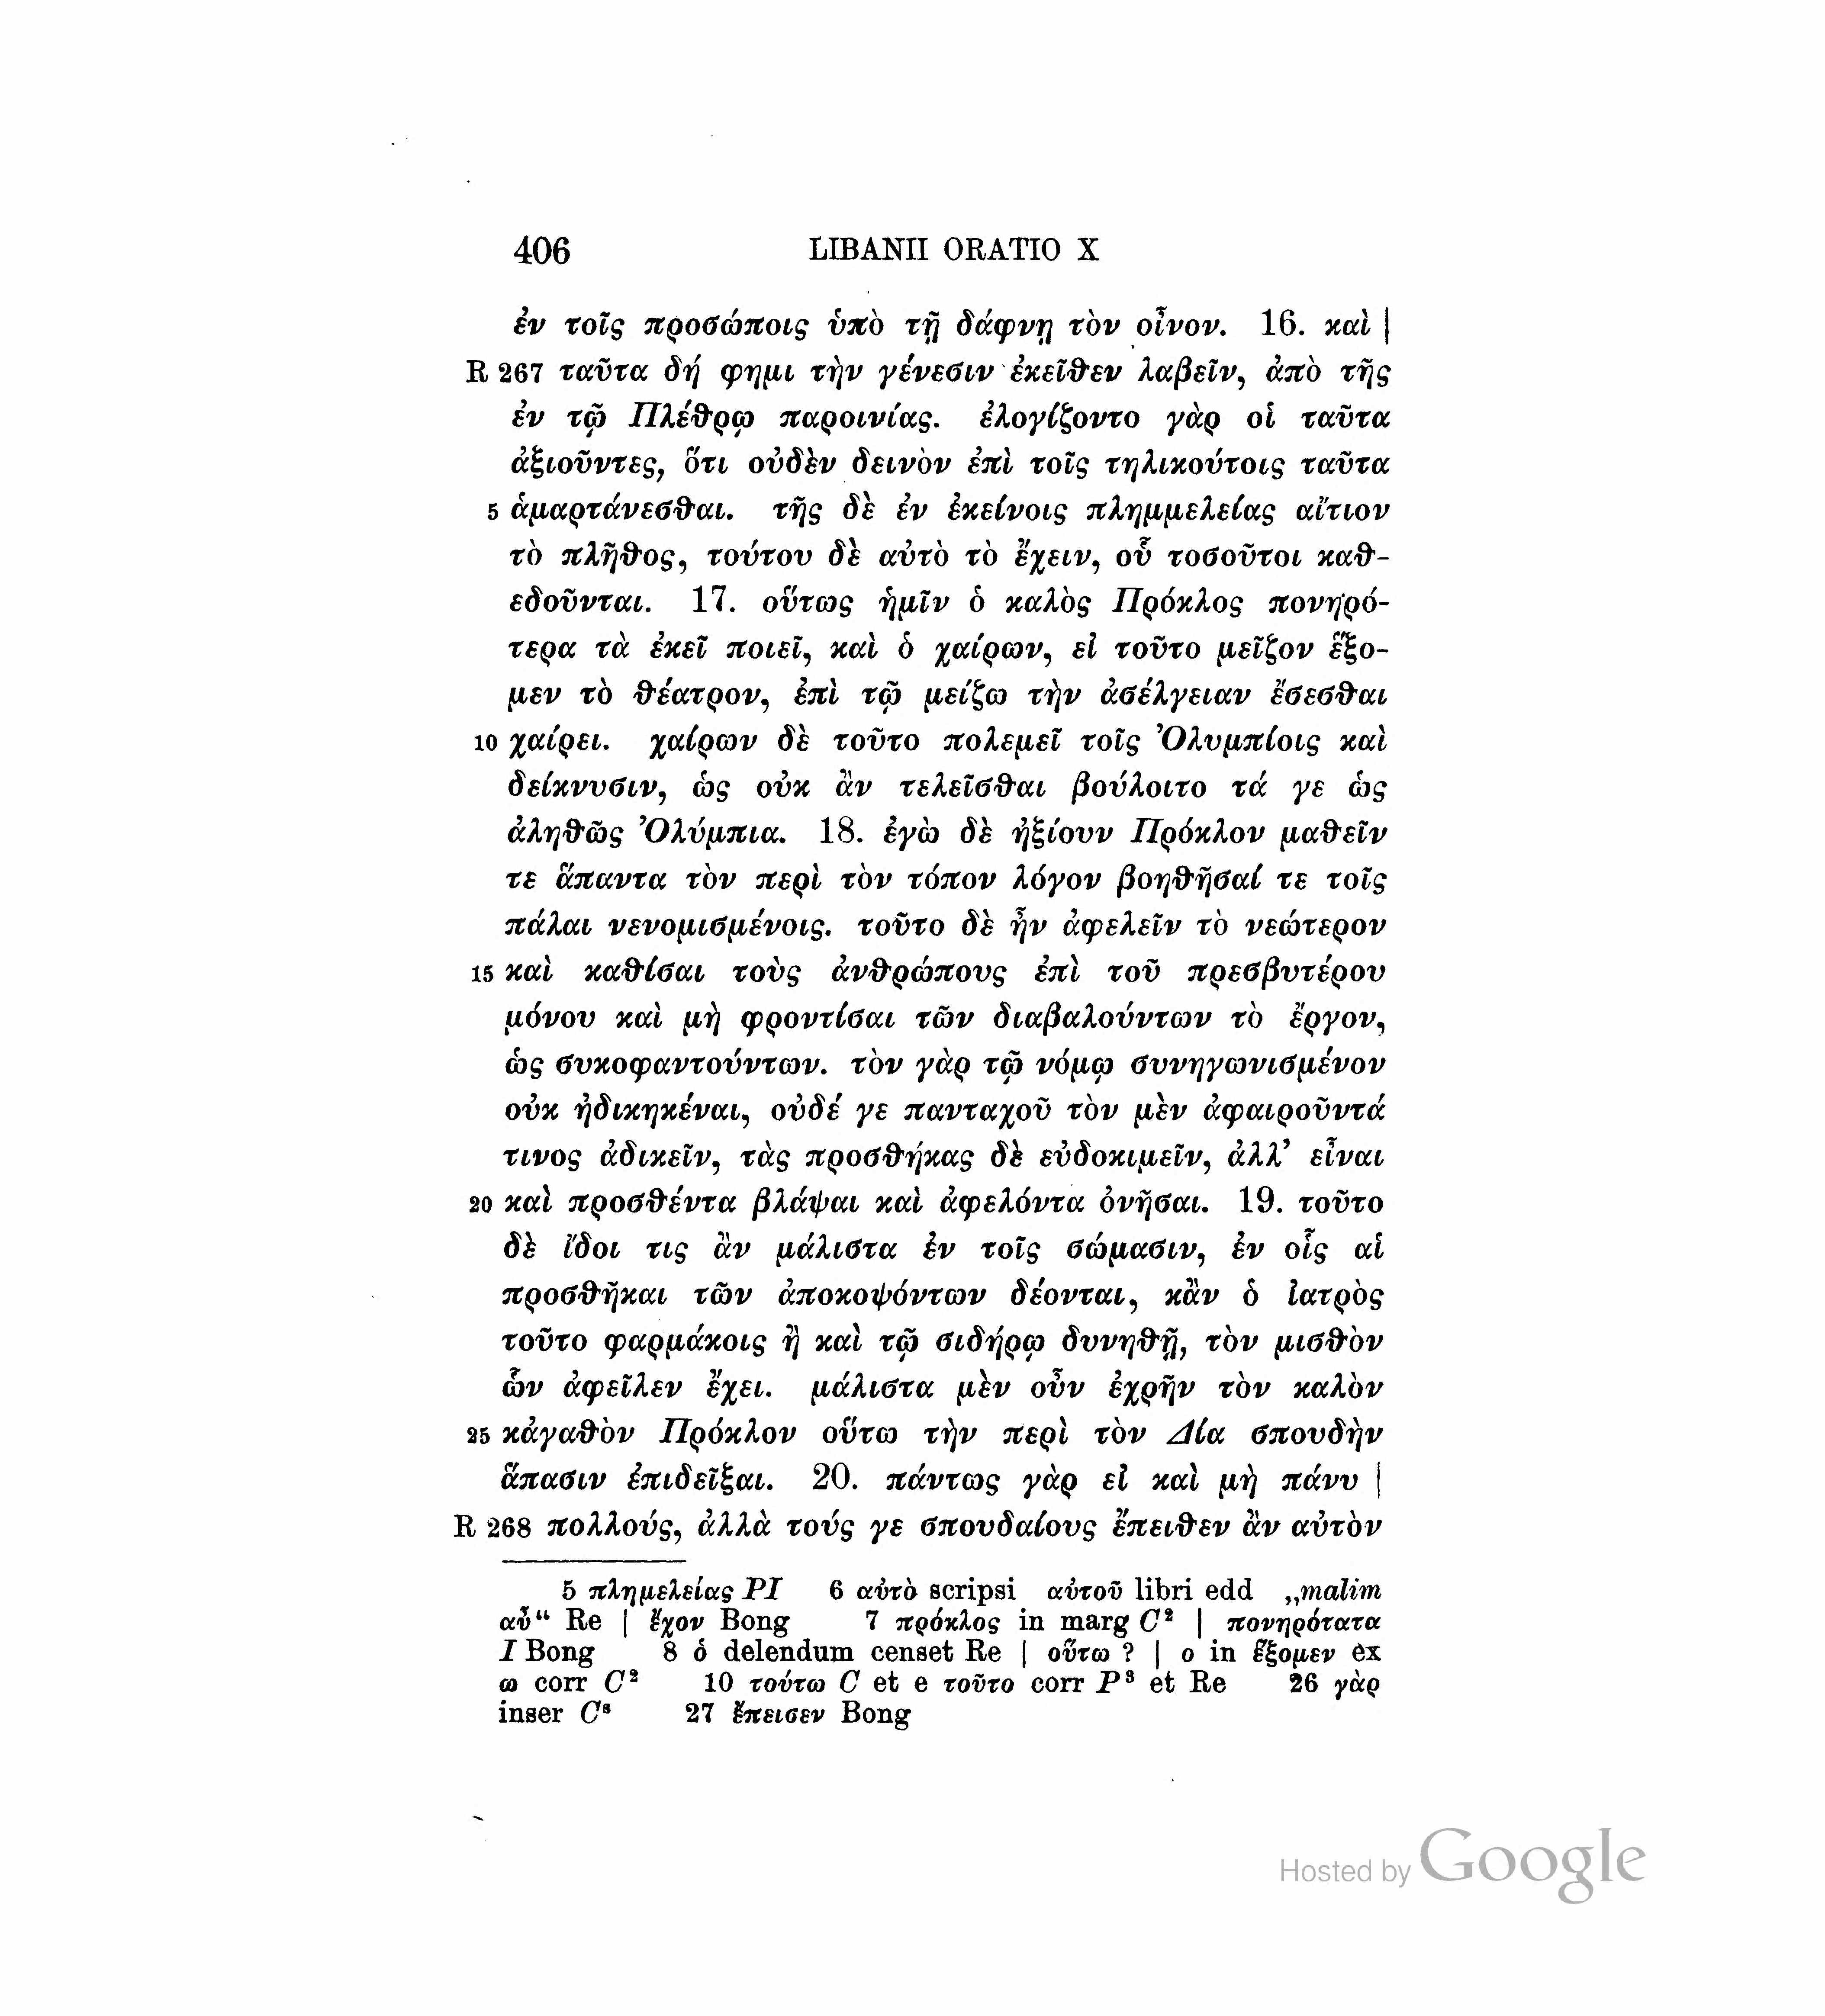 406 LIBANII ORATIO X
ἐν τοῖς προσώποις ὑπὸ τῇ δάφνῃ τὸν οἶνον. 16. καὶ |
R 267 ταῦτα δή φημι τὴν γένεσιν ἐκεῖθεν λαβεῖν, ἀπὸ τῆς
ἐν τῷ Πλέθρῳ παροινίας. ἐλογίζοντο γὰρ οἱ ταῦτα
ἀξιοῦντες, ὅτι οὐδὲν δεινὸν ἐπὶ τοῖς τηλικούτοις ταῦτα
5 ἁμαρτάνεσθαι. τῆς δὲ ἐν ἐκείνοις πλημμελείας αἴτιον
τὸ πλῆθος, τούτου δὲ αὐτὸ τὸ ἔχειν, οὗ τοσοῦτοι καθ-
εδοῦνται. 17. οὕτως ἡμῖν ὁ καλὸς Πρόκλος πονηρό-
τερα τὰ ἐκεῖ ποιεῖ, καὶ ὁ χαίρων, εἰ τοῦτο μεῖζον ἕξο-
μεν τὸ θέατρον, ἐπὶ τῷ μείζω τὴν ἀσέλγειαν ἔσεσθαι
10 χαίρει. χαίρων δὲ τοῦτο πολεμεῖ τοῖς Ὀλυμπίοις καὶ
δείκνυσιν, ὡς οὐκ ἂν τελεῖσθαι βούλοιτο τά γε ὡς
ἀληθῶς Ὀλύμπια. 18. ἐγὼ δὲ ἠξίουν Πρόκλον μαθεῖν
τε ἅπαντα τὸν περὶ τὸν τόπον λόγον βοηθῆσαί τε τοῖς
πάλαι νενομισμένοις. τοῦτο δὲ ἦν ἀφελεῖν τὸ νεώτερον
15 καὶ καθίσαι τοὺς ἀνθρώπους ἐπὶ τοῦ πρεσβυτέρου
μόνου καὶ μὴ φροντίσαι τῶν διαβαλούντων τὸ ἔργον,
ὡς συκοφαντούντων. τὸν γὰρ τῷ νόμῳ συνηγωνισμένον
οὐκ ἠδικηκέναι, οὐδέ γε πανταχοῦ τὸν μὲν ἀφαιροῦντά
τινος ἀδικεῖν, τὰς προσθήκας δὲ εὐδοκιμεῖν, ἀλλ’ εἶναι
20 καὶ προσθέντα βλάψαι καὶ ἀφελόντα ὀνῆσαι. 19. τοῦτο
δὲ ἴδοι τις ἂν μάλιστα ἐν τοῖς σώμασιν, ἐν οἷς αἱ
προσθῆκαι τῶν ἀποκοψόντων δέονται, κἂν ὁ ἰατρὸς
τοῦτο φαρμάκοις ἢ καὶ τῷ σιδήρῳ δυνηθῇ, τὸν μισθὸν
ὧν ἀφεῖλεν ἔχει. μάλιστα μὲν οὖν ἐχρῆν τὸν καλὸν
25 κἀγαθὸν Πρόκλον οὕτω τὴν περὶ τὸν Δία σπουδὴν
ἅπασιν ἐπιδεῖξαι. 20. πάντως γὰρ εἰ καὶ μὴ πάνυ |
R 268 πολλούς, ἀλλὰ τούς γε σπουδαίους ἔπειθεν ἂν αὐτὸν
5 πλημελείας PI 6 αὐτὸ scripsi αὐτοῦ libri edd „malim
αὖ“ Re | ἔχον Bong 7 πρόκλος in marg C² | πονηρότατα
I Bong 8 ὁ delendum censet Re | οὕτω ? | ο in ἕξομεν ex
ω corr C² 10 τούτω C et e τοῦτο corr P³ et Re 26 γὰρ
inser C³ 27 ἔπεισεν Bong
Hosted by Google